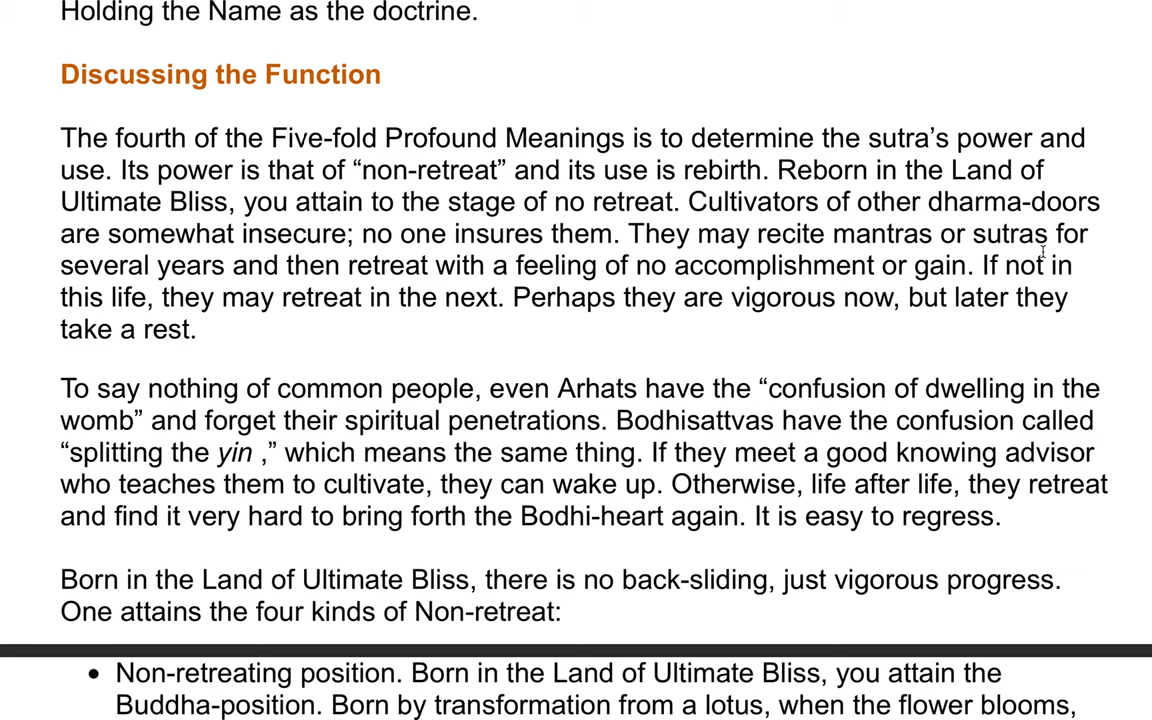 Holding the Name as the doctrine.
Discussing the Function
The fourth of the Five-fold Profound Meanings is to determine the sutra’s power and
use. Its power is that of “non-retreat” and its use is rebirth. Reborn in the Land of
Ultimate Bliss, you attain to the stage of no retreat. Cultivators of other dharma-doors
are somewhat insecure; no one insures them. They may recite mantras or sutras for
several years and then retreat with a feeling of no accomplishment or gain. If not in
this life, they may retreat in the next. Perhaps they are vigorous now, but later they
take a rest.
To say nothing of common people, even Arhats have the “confusion of dwelling in the
womb” and forget their spiritual penetrations. Bodhisattvas have the confusion called
“splitting the yin ,” which means the same thing. If they meet a good knowing advisor
who teaches them to cultivate, they can wake up. Otherwise, life after life, they retreat
and find it very hard to bring forth the Bodhi-heart again. It is easy to regress.
Born in the Land of Ultimate Bliss, there is no back-sliding, just vigorous progress.
One attains the four kinds of Non-retreat:
• Non-retreating position. Born in the Land of Ultimate Bliss, you attain the
Buddha-position. Born by transformation from a lotus, when the flower blooms,